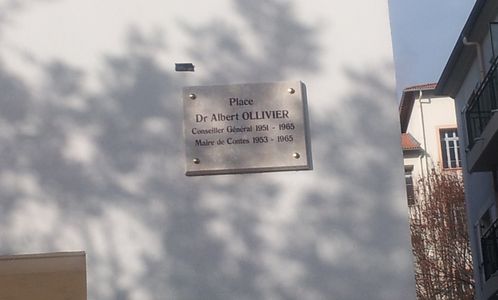 Place
Dr Albert OLLIVIER
Conseiller Général 1951 - 1965
Maire de Contes 1953 - 1965